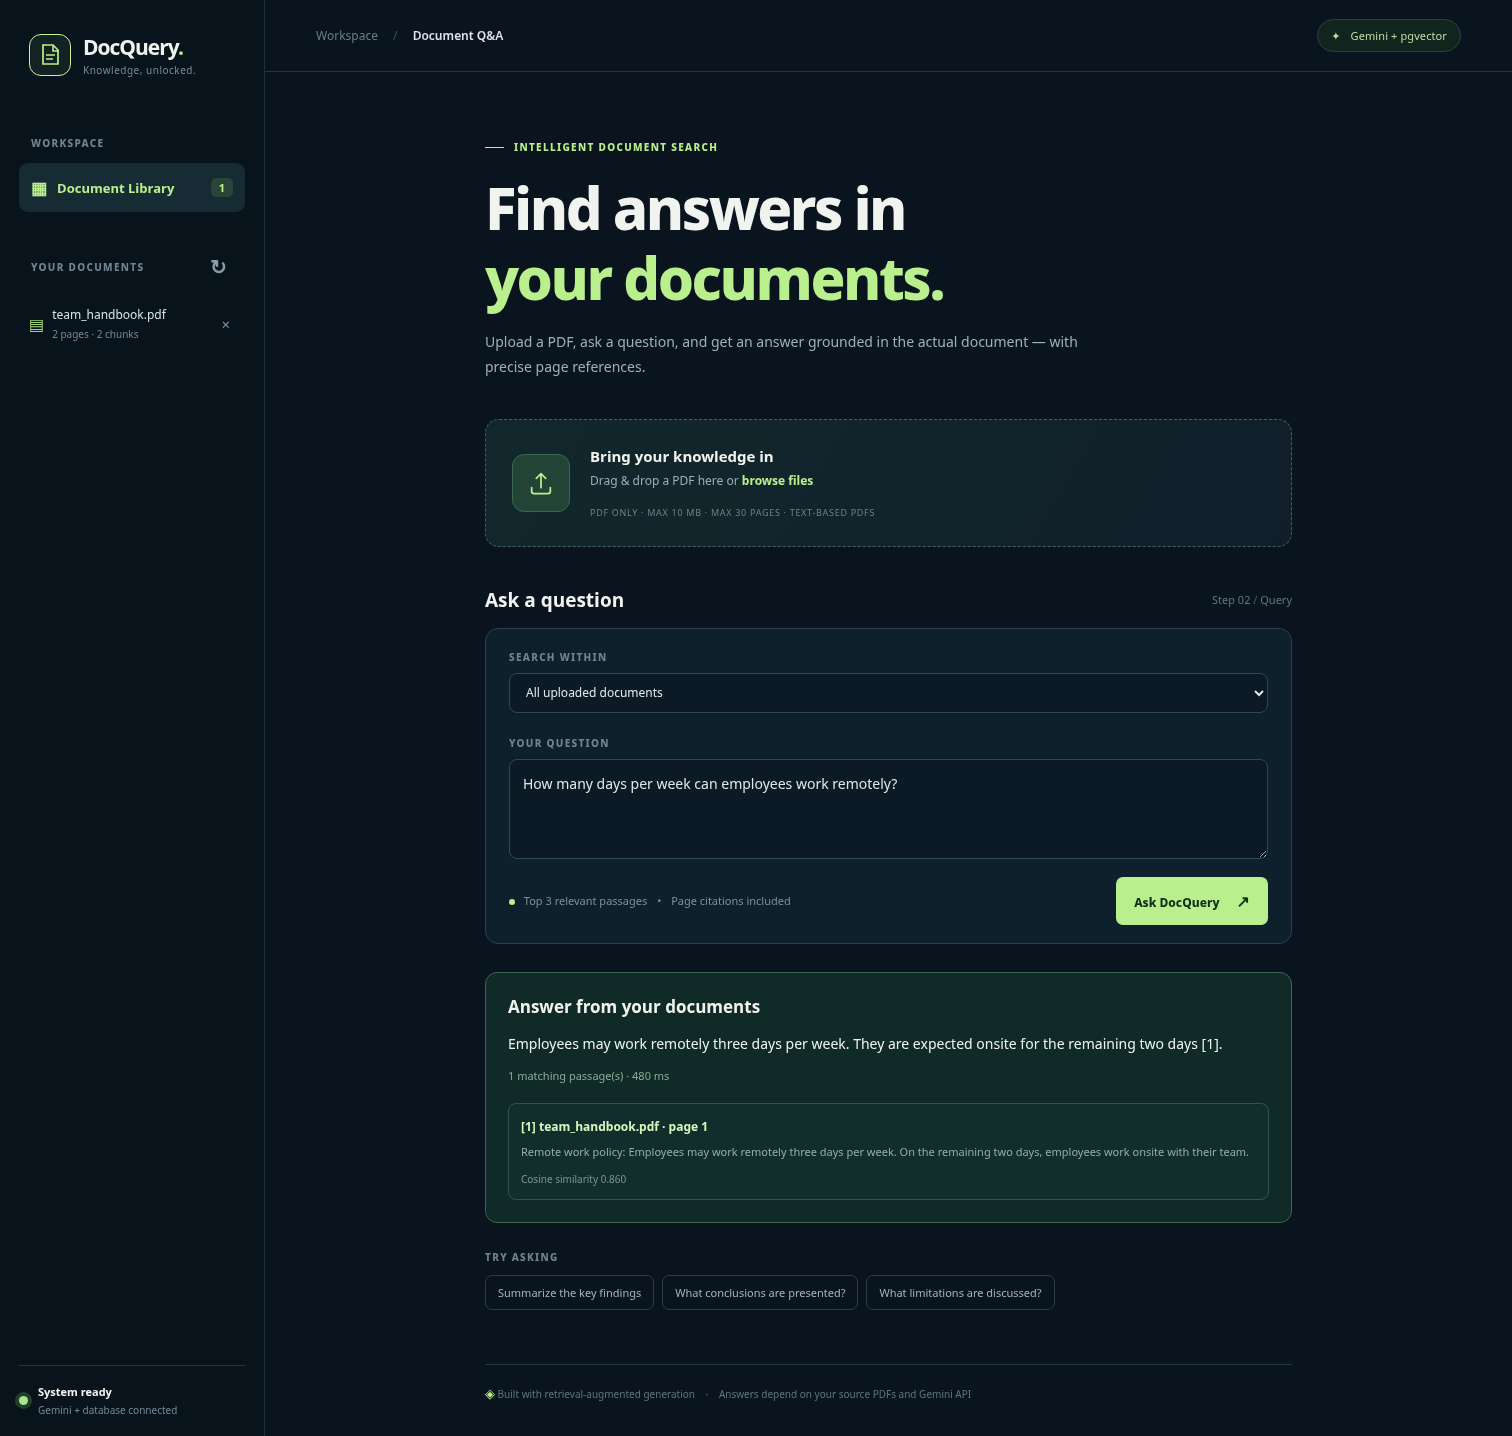 DocQuery.
Knowledge, unlocked.
WORKSPACE
Document Library 1
YOUR DOCUMENTS
team_handbook.pdf
2 pages · 2 chunks
System ready
Gemini + database connected
Workspace / Document Q&A
Gemini + pgvector
INTELLIGENT DOCUMENT SEARCH
Find answers in
your documents.
Upload a PDF, ask a question, and get an answer grounded in the actual document — with
precise page references.
Bring your knowledge in
Drag & drop a PDF here or browse files
PDF ONLY · MAX 10 MB · MAX 30 PAGES · TEXT-BASED PDFS
Ask a question
Step 02 / Query
SEARCH WITHIN
All uploaded documents
YOUR QUESTION
How many days per week can employees work remotely?
Top 3 relevant passages • Page citations included
Ask DocQuery ↗
Answer from your documents
Employees may work remotely three days per week. They are expected onsite for the remaining two days [1].
1 matching passage(s) · 480 ms
[1] team_handbook.pdf · page 1
Remote work policy: Employees may work remotely three days per week. On the remaining two days, employees work onsite with their team.
Cosine similarity 0.860
TRY ASKING
Summarize the key findings
What conclusions are presented?
What limitations are discussed?
Built with retrieval-augmented generation · Answers depend on your source PDFs and Gemini API